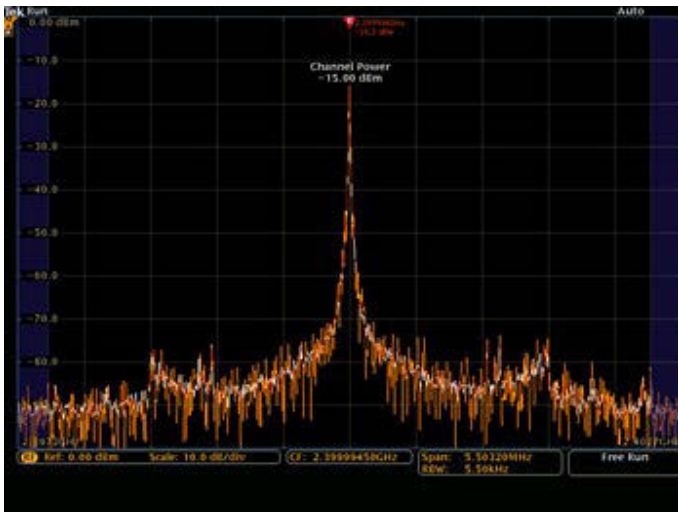 Tek Run Auto
0.00 dBm
Channel Power
-15.00 dBm
-10.0
-20.0
-30.0
-40.0
-50.0
-70.0
-80.0
Ref: 0.00 dBm Scale: 10.0 dB/div CF: 2.39999450GHz Span: 5.50320MHz Free Run
RBW: 5.50kHz